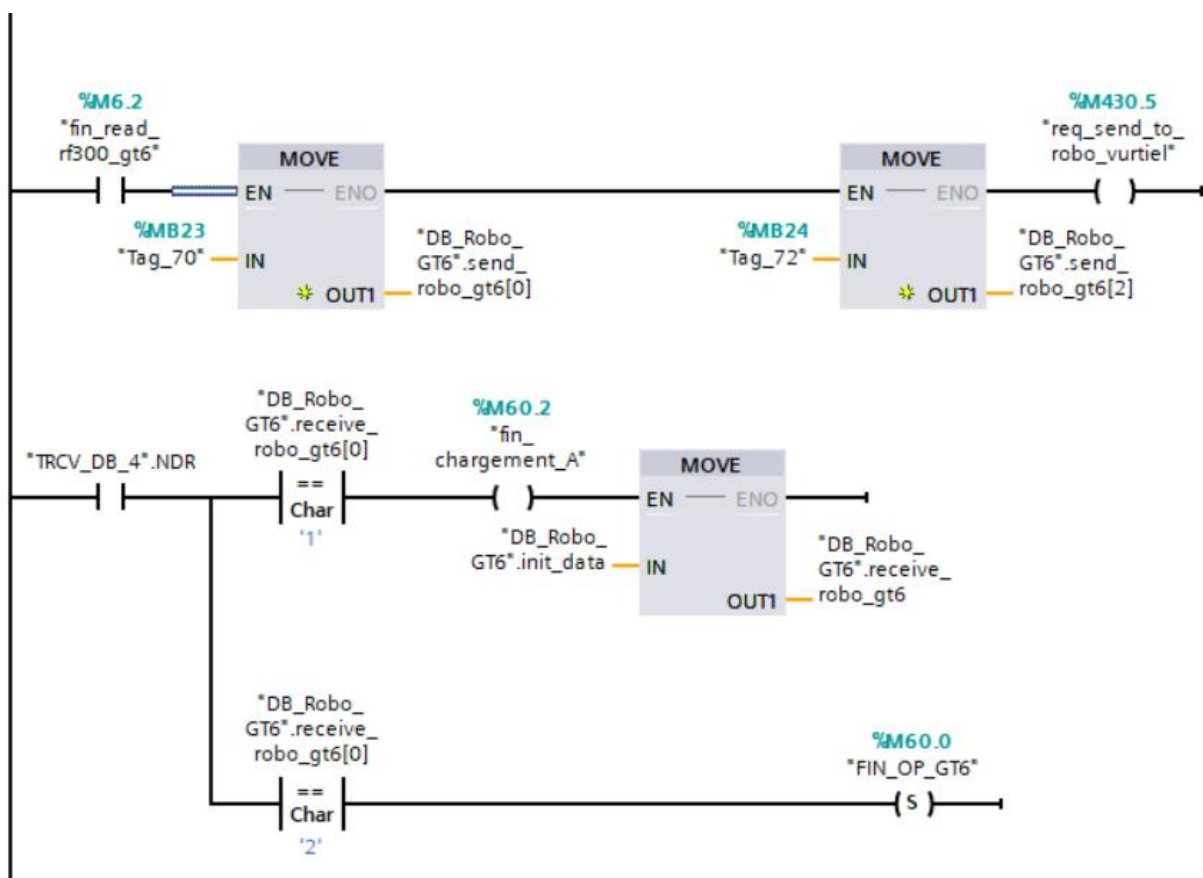 %M6.2
"fin_read_
rf300_gt6"
MOVE
EN ENO
%MB23
"Tag_70" IN
OUT1
"DB_Robo_
GT6".send_
robo_gt6[0]
MOVE
EN ENO
%MB24
"Tag_72" IN
OUT1
"DB_Robo_
GT6".send_
robo_gt6[2]
%M430.5
"req_send_to_
robo_vurtiel"
"TRCV_DB_4".NDR
"DB_Robo_
GT6".receive_
robo_gt6[0]
==
Char
'1'
%M60.2
"fin_
chargement_A"
MOVE
EN ENO
"DB_Robo_
GT6".init_data IN
OUT1
"DB_Robo_
GT6".receive_
robo_gt6
"DB_Robo_
GT6".receive_
robo_gt6[0]
==
Char
'2'
%M60.0
"FIN_OP_GT6"
S